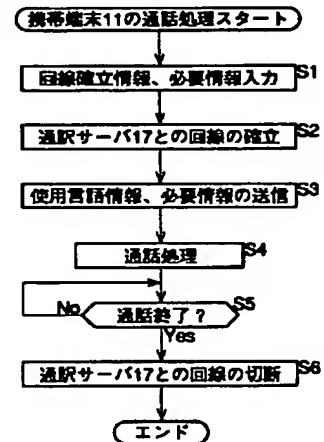 携帯端末11の通話処理スタート
回線確立情報、必要情報入力
S1
通訳サーバ17との回線の確立
S2
使用言語情報、必要情報の送信
S3
通話処理
S4
通話終了?
S5
No
Yes
通訳サーバ17との回線の切断
S6
エンド